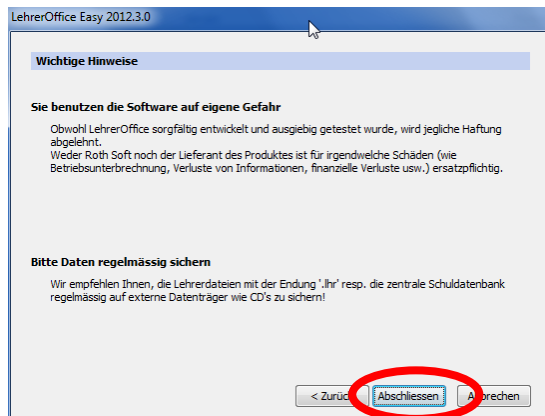 LehrerOffice Easy 2012.3.0
Wichtige Hinweise
Sie benutzen die Software auf eigene Gefahr
Obwohl LehrerOffice sorgfältig entwickelt und ausgiebig getestet wurde, wird jegliche Haftung
abgelehnt.
Weder Roth Soft noch der Lieferant des Produktes ist für irgendwelche Schäden (wie
Betriebsunterbrechung, Verluste von Informationen, finanzielle Verluste usw.) ersatzpflichtig.
Bitte Daten regelmässig sichern
Wir empfehlen Ihnen, die Lehrerdateien mit der Endung '.lhr' resp. die zentrale Schuldatenbank
regelmässig auf externe Datenträger wie CD's zu sichern!
< Zurück Abschliessen Abbrechen